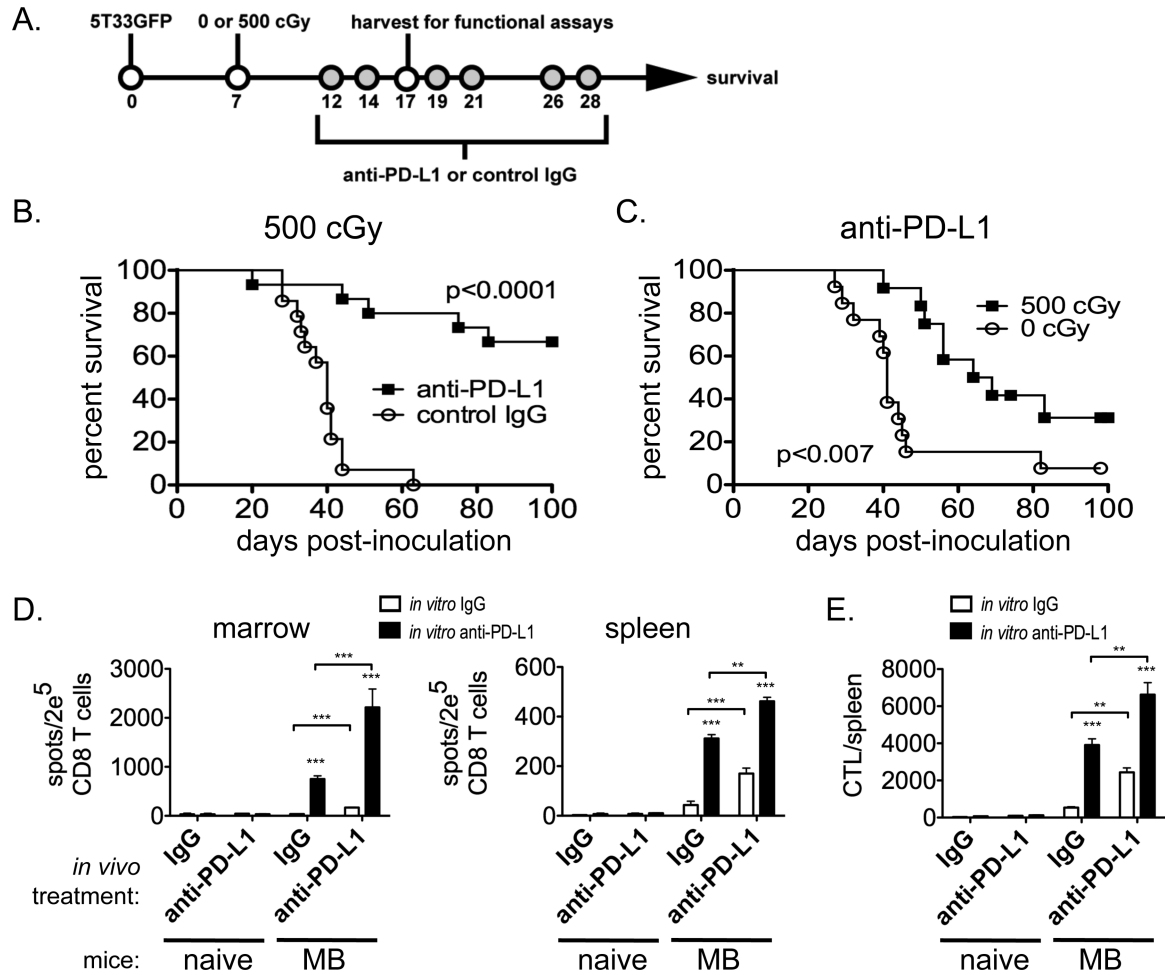 A.
5T33GFP 0 or 500 cGy harvest for functional assays
survival
0 7 12 14 17 19 21 26 28
anti-PD-L1 or control IgG
B.
500 cGy
percent survival
100
80
60
40
20
0
p<0.0001
anti-PD-L1
control IgG
0 20 40 60 80 100
days post-inoculation
C.
anti-PD-L1
percent survival
100
80
60
40
20
0
500 cGy
0 cGy
p<0.007
0 20 40 60 80 100
days post-inoculation
D.
in vitro IgG
in vitro anti-PD-L1
marrow
spots/2e5
CD8 T cells
3000
2000
1000
0
***
***
***
***
IgG anti-PD-L1 IgG anti-PD-L1
in vivo
treatment:
mice: naive MB
spleen
spots/2e5
CD8 T cells
600
400
200
0
**
***
***
***
IgG anti-PD-L1 IgG anti-PD-L1
naive MB
E.
in vitro IgG
in vitro anti-PD-L1
CTL/spleen
8000
6000
4000
2000
0
**
***
**
***
IgG anti-PD-L1 IgG anti-PD-L1
naive MB